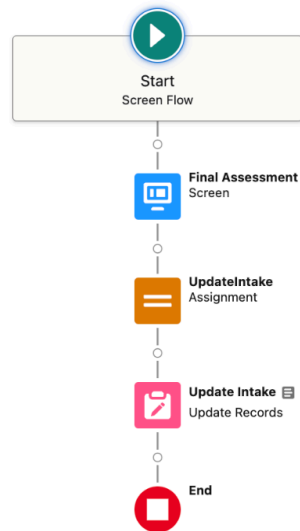 Start
Screen Flow
Final Assessment
Screen
UpdateIntake
Assignment
Update Intake
Update Records
End